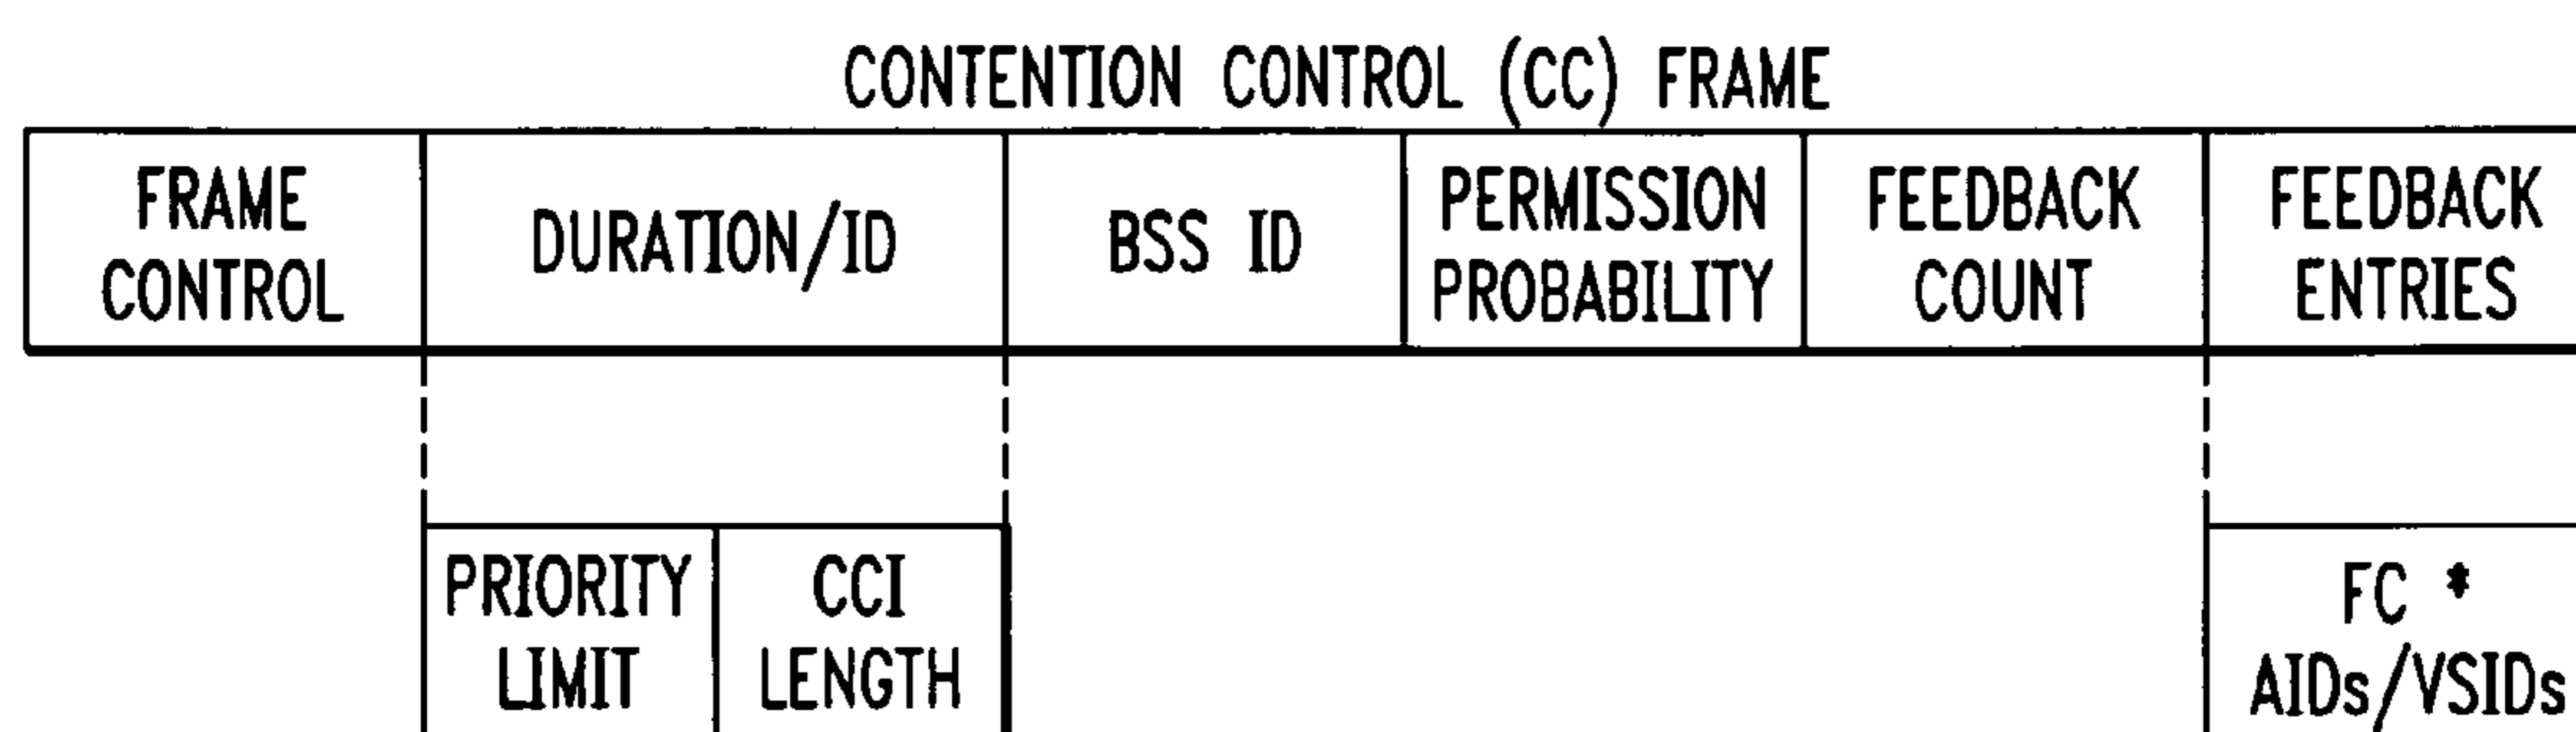 CONTENTION CONTROL (CC) FRAME
FRAME
CONTROL
DURATION/ID
BSS ID
PERMISSION
PROBABILITY
FEEDBACK
COUNT
FEEDBACK
ENTRIES
PRIORITY
LIMIT
CCI
LENGTH
FC *
AIDs/VSIDs